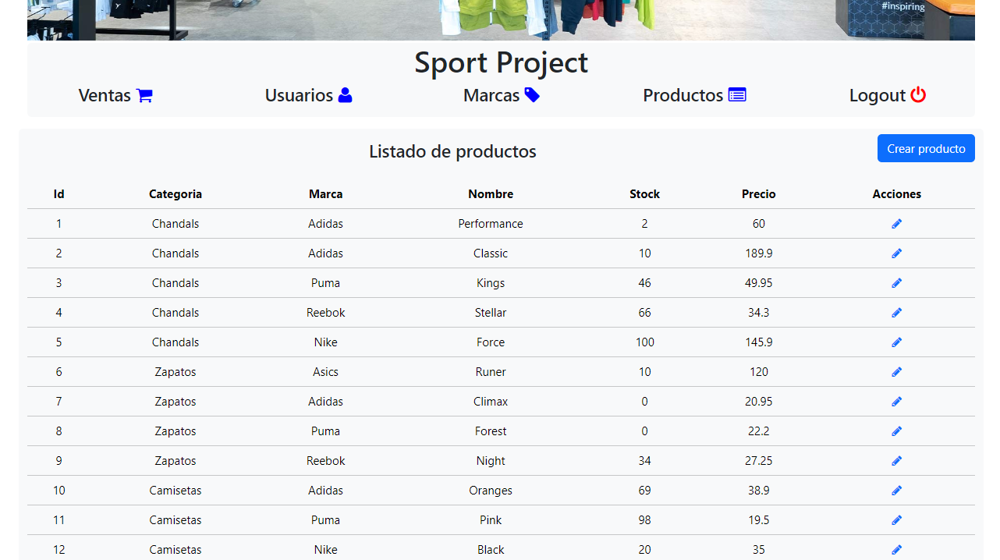 #inspiring
Sport Project
Ventas Usuarios Marcas Productos Logout
Listado de productos Crear producto
Id Categoria Marca Nombre Stock Precio Acciones
1 Chandals Adidas Performance 2 60
2 Chandals Adidas Classic 10 189.9
3 Chandals Puma Kings 46 49.95
4 Chandals Reebok Stellar 66 34.3
5 Chandals Nike Force 100 145.9
6 Zapatos Asics Runer 10 120
7 Zapatos Adidas Climax 0 20.95
8 Zapatos Puma Forest 0 22.2
9 Zapatos Reebok Night 34 27.25
10 Camisetas Adidas Oranges 69 38.9
11 Camisetas Puma Pink 98 19.5
12 Camisetas Nike Black 20 35